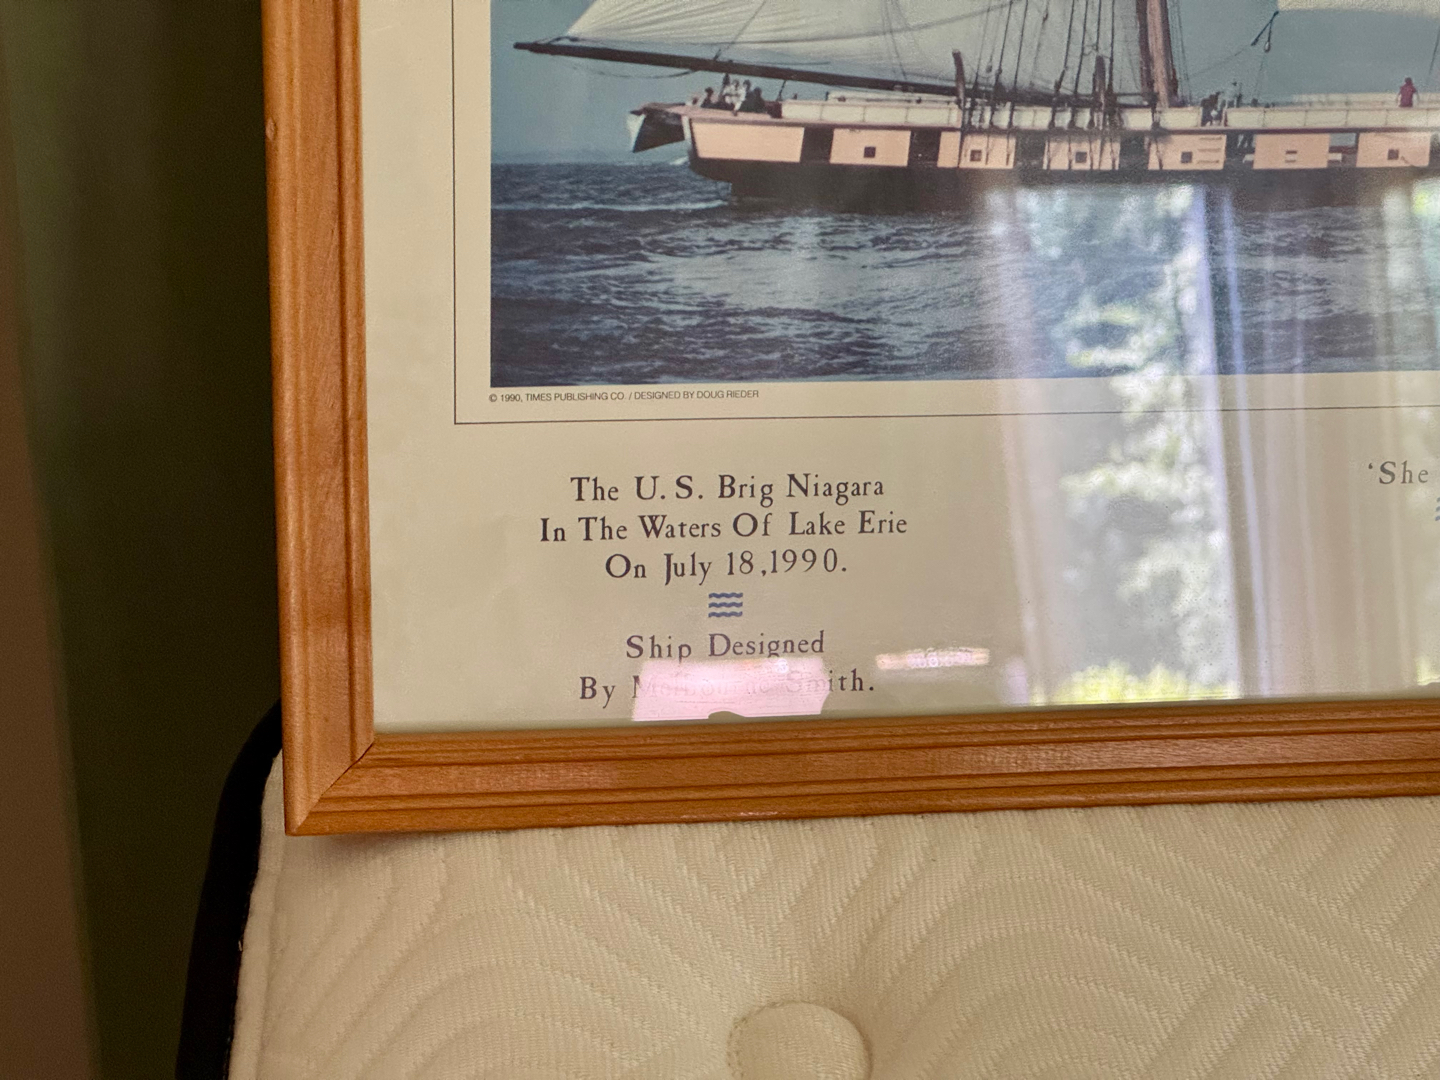 © 1990, TIMES PUBLISHING CO. / DESIGNED BY DOUG RIEDER
The U.S. Brig Niagara
In The Waters Of Lake Erie
On July 18, 1990.
Ship Designed
By Smith.
'She